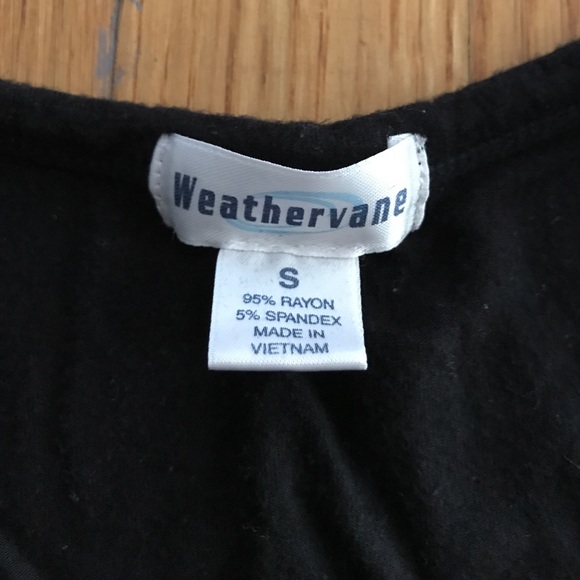 Weathervane
S
95% RAYON
5% SPANDEX
MADE IN
VIETNAM